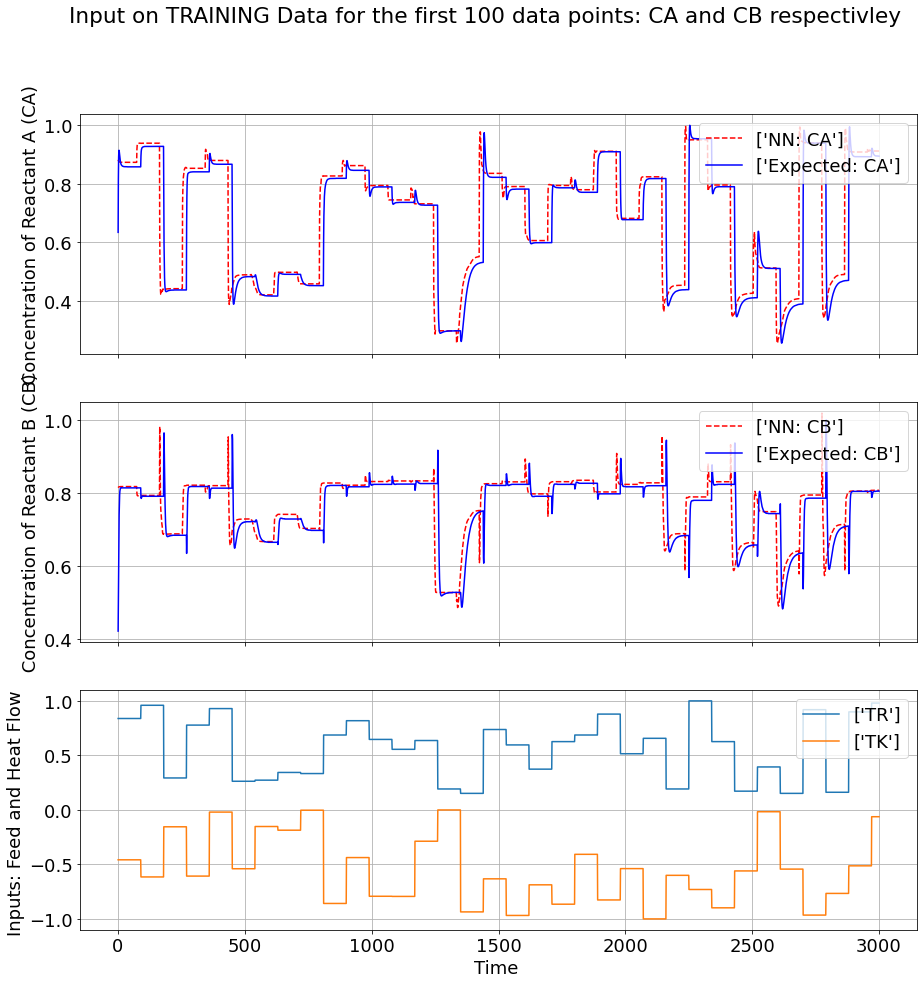 Input on TRAINING Data for the first 100 data points: CA and CB respectivley
Concentration of Reactant A (CA)
1.0
0.8
0.6
0.4
['NN: CA']
['Expected: CA']
Concentration of Reactant B (CB)
1.0
0.8
0.6
0.4
['NN: CB']
['Expected: CB']
Inputs: Feed and Heat Flow
1.0
0.5
0.0
−0.5
−1.0
['TR']
['TK']
0
500
1000
1500
2000
2500
3000
Time